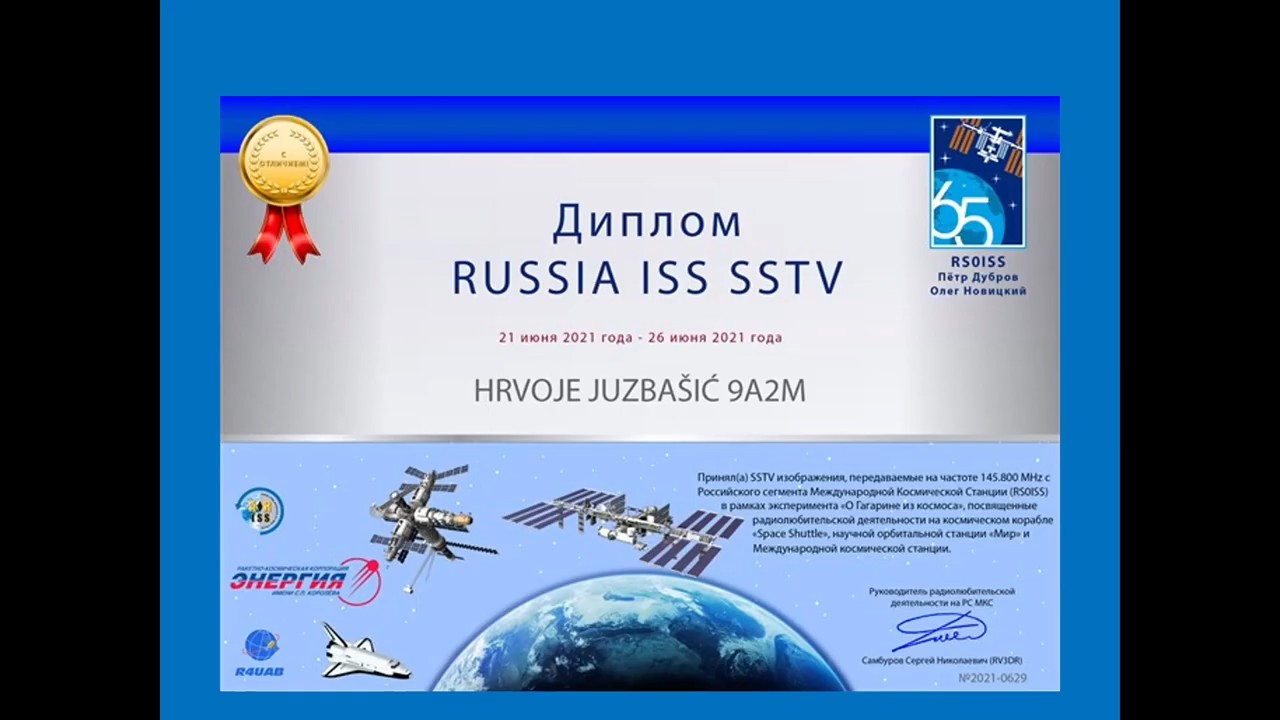 С
ОТЛИЧИЕМ!
65
RS0ISS
Пётр Дубров
Олег Новицкий
Диплом
RUSSIA ISS SSTV
21 июня 2021 года - 26 июня 2021 года
HRVOJE JUZBAŠIĆ 9A2M
Принял(а) SSTV изображения, передаваемые на частоте 145.800 MHz с
Российского сегмента Международной Космической Станции (RS0ISS)
в рамках эксперимента «О Гагарине из космоса», посвященные
радиолюбительской деятельности на космическом корабле
«Space Shuttle», научной орбитальной станции «Мир» и
Международной космической станции.
ISS
РАКЕТНО-КОСМИЧЕСКАЯ КОРПОРАЦИЯ
ЭНЕРГИЯ
ИМЕНИ С.П. КОРОЛЕВА
R4UAB
Руководитель радиолюбительской
деятельности на РС МКС
Самбуров Сергей Николаевич (RV3DR)
№2021-0629